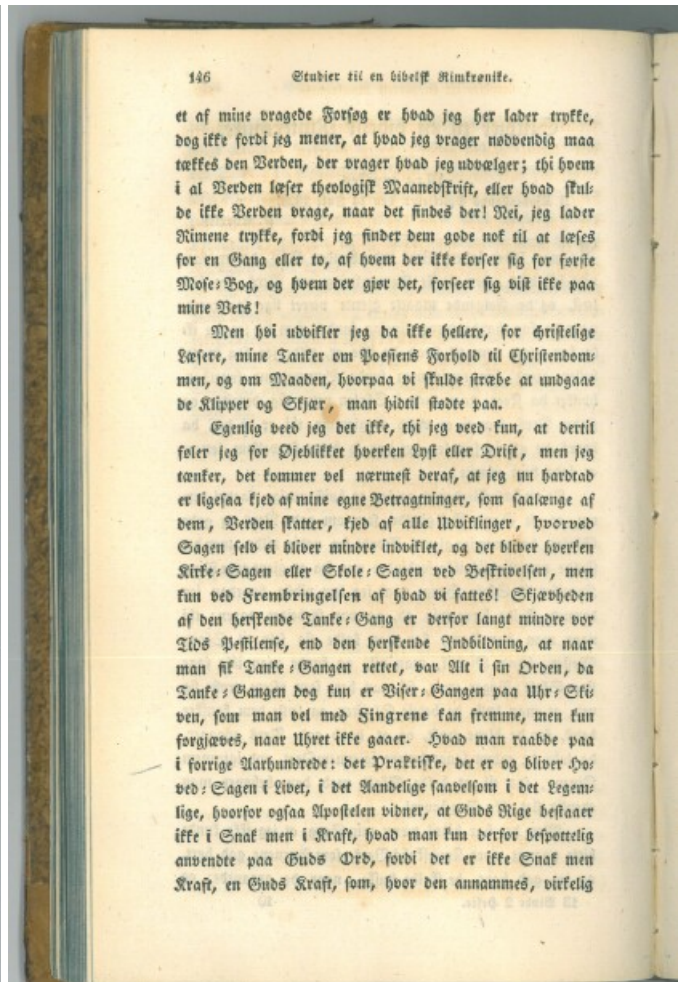 146 Studier til en bibelsk Rimkrønike.
et af mine vragede Forsøg er hvad jeg her lader trykke,
dog ikke fordi jeg mener, at hvad jeg vrager nødvendig maa
tækkes den Verden, der vrager hvad jeg udvælger; thi hvem
i al Verden læser theologisk Maanedskrift, eller hvad skul-
de ikke Verden vrage, naar det findes der! Nei, jeg lader
Rimene trykke, fordi jeg finder dem gode nok til at læses
for en Gang eller to, af hvem der ikke korser sig for første
Mose-Bog, og hvem der gjør det, forseer sig vist ikke paa
mine Vers!
Men hvi udvikler jeg da ikke hellere, for christelige
Læsere, mine Tanker om Poesiens Forhold til Christendom-
men, og om Maaden, hvorpaa vi skulde stræbe at undgaae
de Klipper og Skjær, man hidtil stødte paa.
Egenlig veed jeg det ikke, thi jeg veed kun, at dertil
føler jeg for Øjeblikket hverken Lyst eller Drift, men jeg
tænker, det kommer vel nærmest deraf, at jeg nu hardtad
er ligesaa kjed af mine egne Betragtninger, som saalænge af
dem, Verden skatter, kjed af alle Udviklinger, hvorved
Sagen selv ei bliver mindre indviklet, og det bliver hverken
Kirke-Sagen eller Skole-Sagen ved Beskrivelsen, men
kun ved Frembringelsen af hvad vi fattes! Skjævheden
af den herskende Tanke-Gang er derfor langt mindre vor
Tids Pestilense, end den herskende Indbildning, at naar
man fik Tanke-Gangen rettet, var Alt i sin Orden, da
Tanke-Gangen dog kun er Viser-Gangen paa Uhr-Ski-
ven, som man vel med Fingrene kan fremme, men kun
forgjæves, naar Uhret ikke gaaer. Hvad man raabde paa
i forrige Aarhundrede: det Praktiske, det er og bliver Ho-
ved-Sagen i Livet, i det Aandelige saavelsom i det Legem-
lige, hvorfor ogsaa Apostelen vidner, at Guds Rige bestaaer
ikke i Snak men i Kraft, hvad man kun derfor bespottelig
anvendte paa Guds Ord, fordi det er ikke Snak men
Kraft, en Guds Kraft, som, hvor den annammes, virkelig